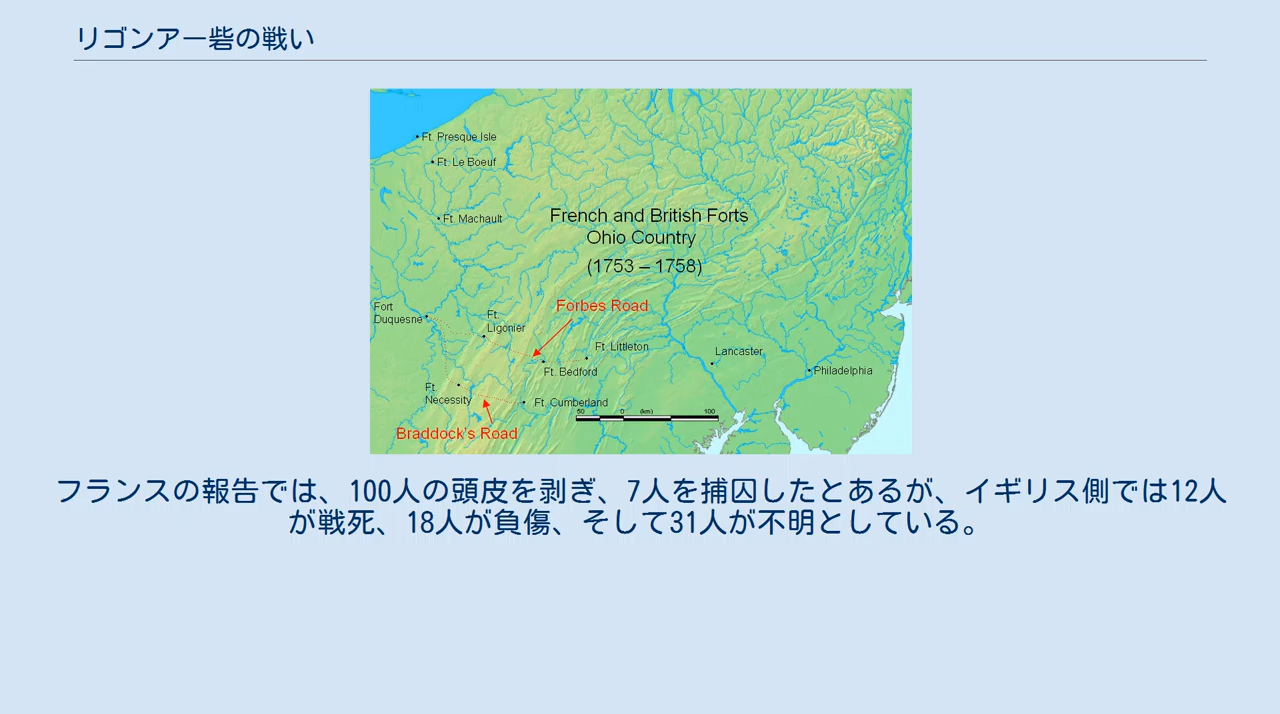 リゴンアー砦の戦い
Ft. Presque Isle
Ft. Le Boeuf
Ft. Machault
French and British Forts
Ohio Country
(1753 – 1758)
Forbes Road
Fort
Duquesne
Ft.
Ligonier
Ft. Littleton
Lancaster
Ft. Bedford
Philadelphia
Ft.
Necessity
Ft. Cumberland
50 0 (km) 100
Braddock's Road
フランスの報告では、100人の頭皮を剥ぎ、7人を捕囚したとあるが、イギリス側では12人
が戦死、18人が負傷、そして31人が不明としている。